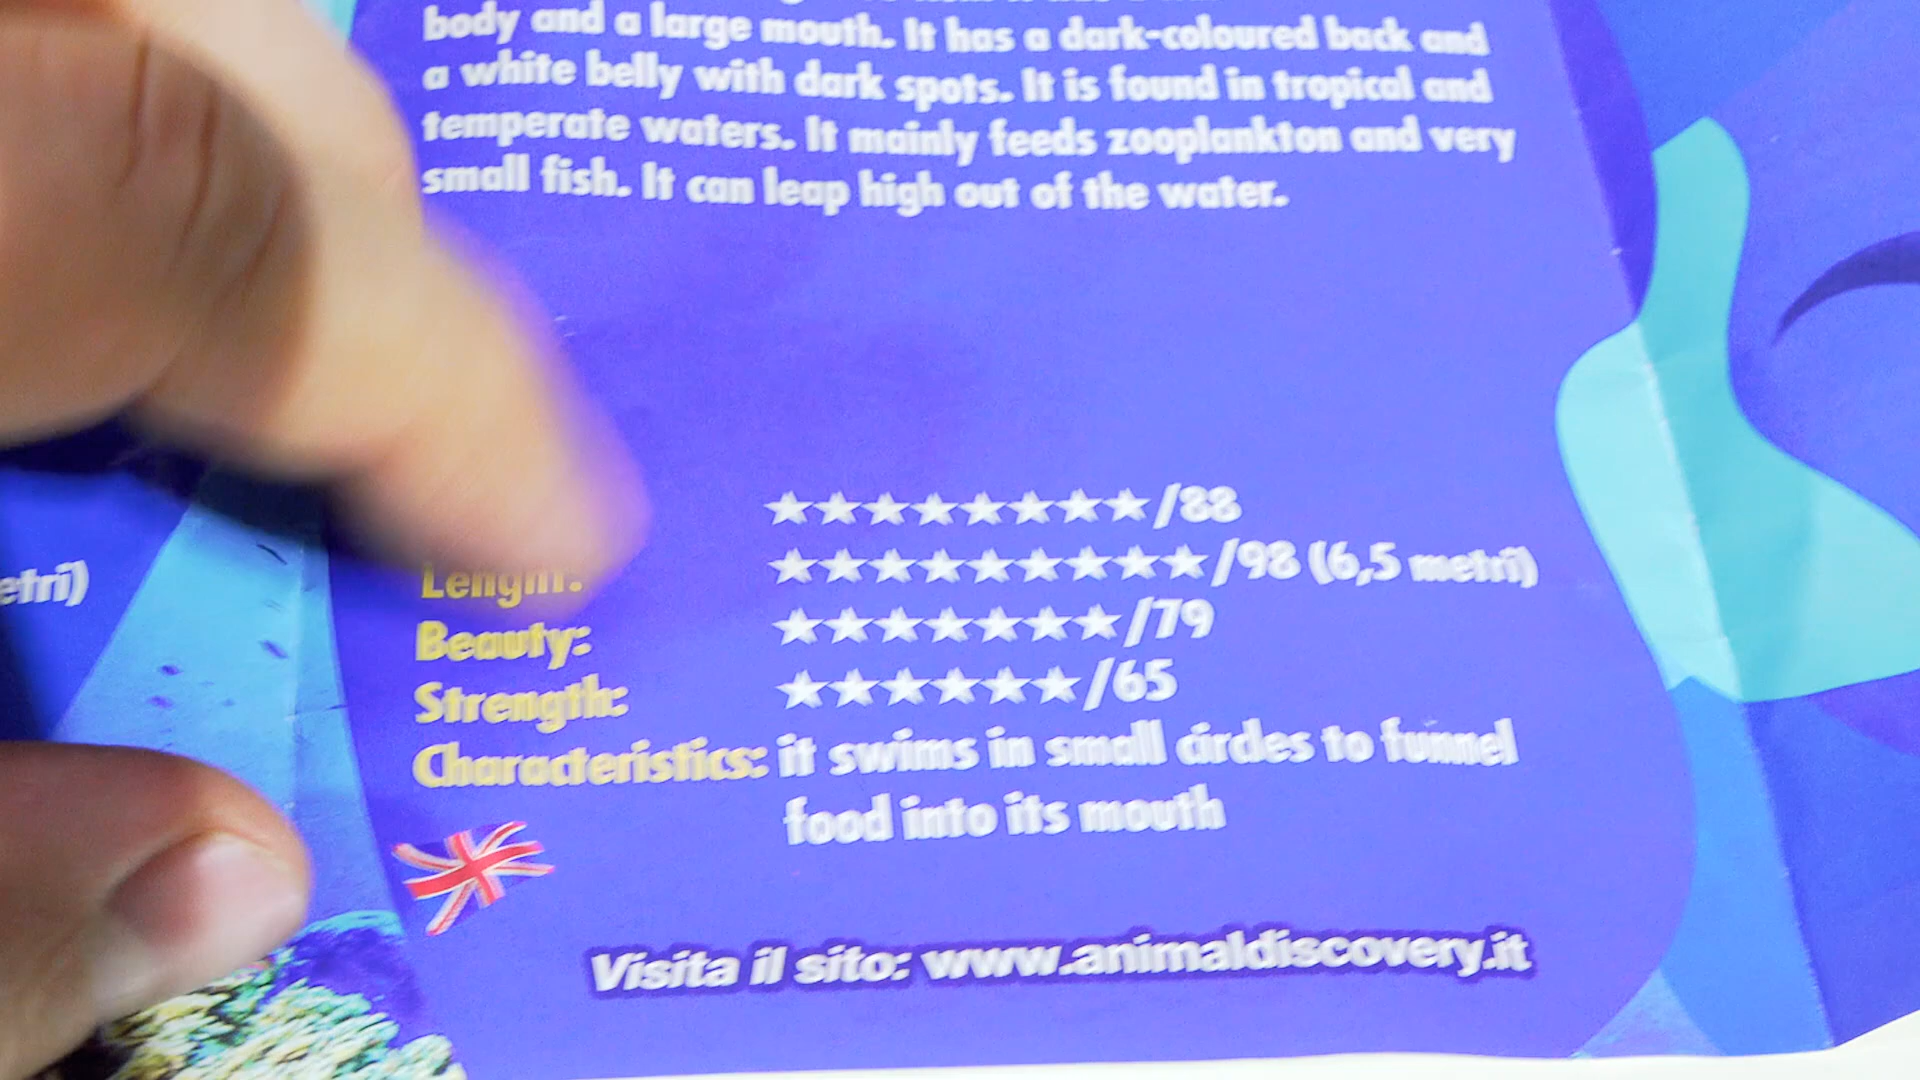 body and a large mouth. It has a dark-coloured back and
a white belly with dark spots. It is found in tropical and
temperate waters. It mainly feeds zooplankton and very
small fish. It can leap high out of the water.
★★★★★★★★/88
Lenght: ★★★★★★★★★/98 (6,5 metri)
etri)
Beauty: ★★★★★★★/79
Strength: ★★★★★★/65
Characteristics: it swims in small circles to funnel
food into its mouth
Visita il sito: www.animaldiscovery.it